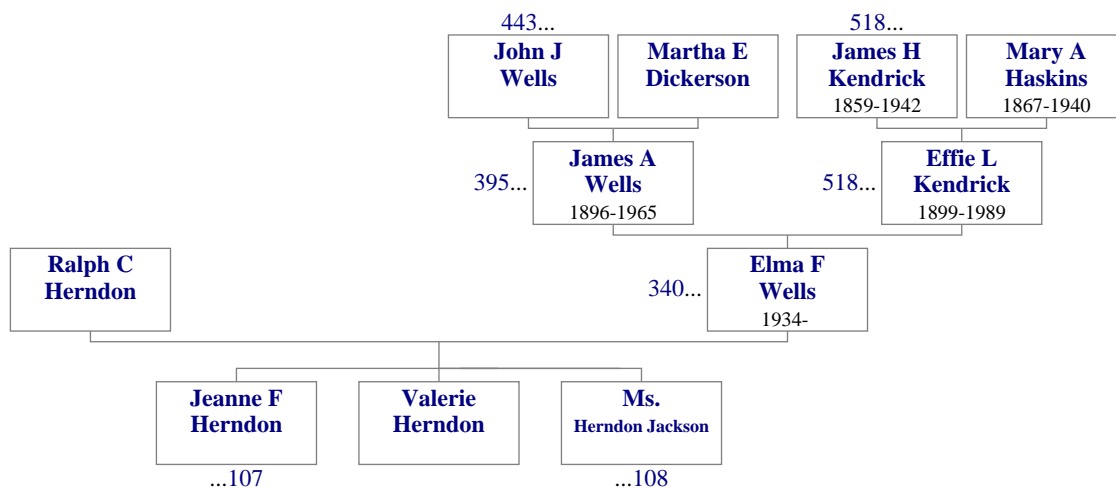 443...
518...
John J
Wells
Martha E
Dickerson
James H
Kendrick
1859-1942
Mary A
Haskins
1867-1940
395...
James A
Wells
1896-1965
518...
Effie L
Kendrick
1899-1989
Ralph C
Herndon
340...
Elma F
Wells
1934-
Jeanne F
Herndon
Valerie
Herndon
Ms.
Herndon Jackson
...107
...108